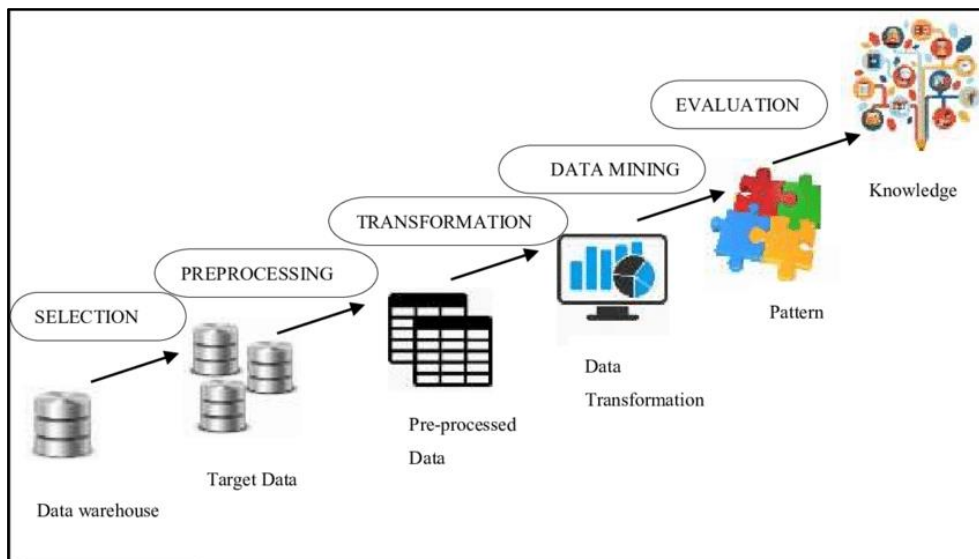 EVALUATION
Knowledge
DATA MINING
Pattern
TRANSFORMATION
Data
Transformation
PREPROCESSING
Pre-processed
Data
SELECTION
Target Data
Data warehouse